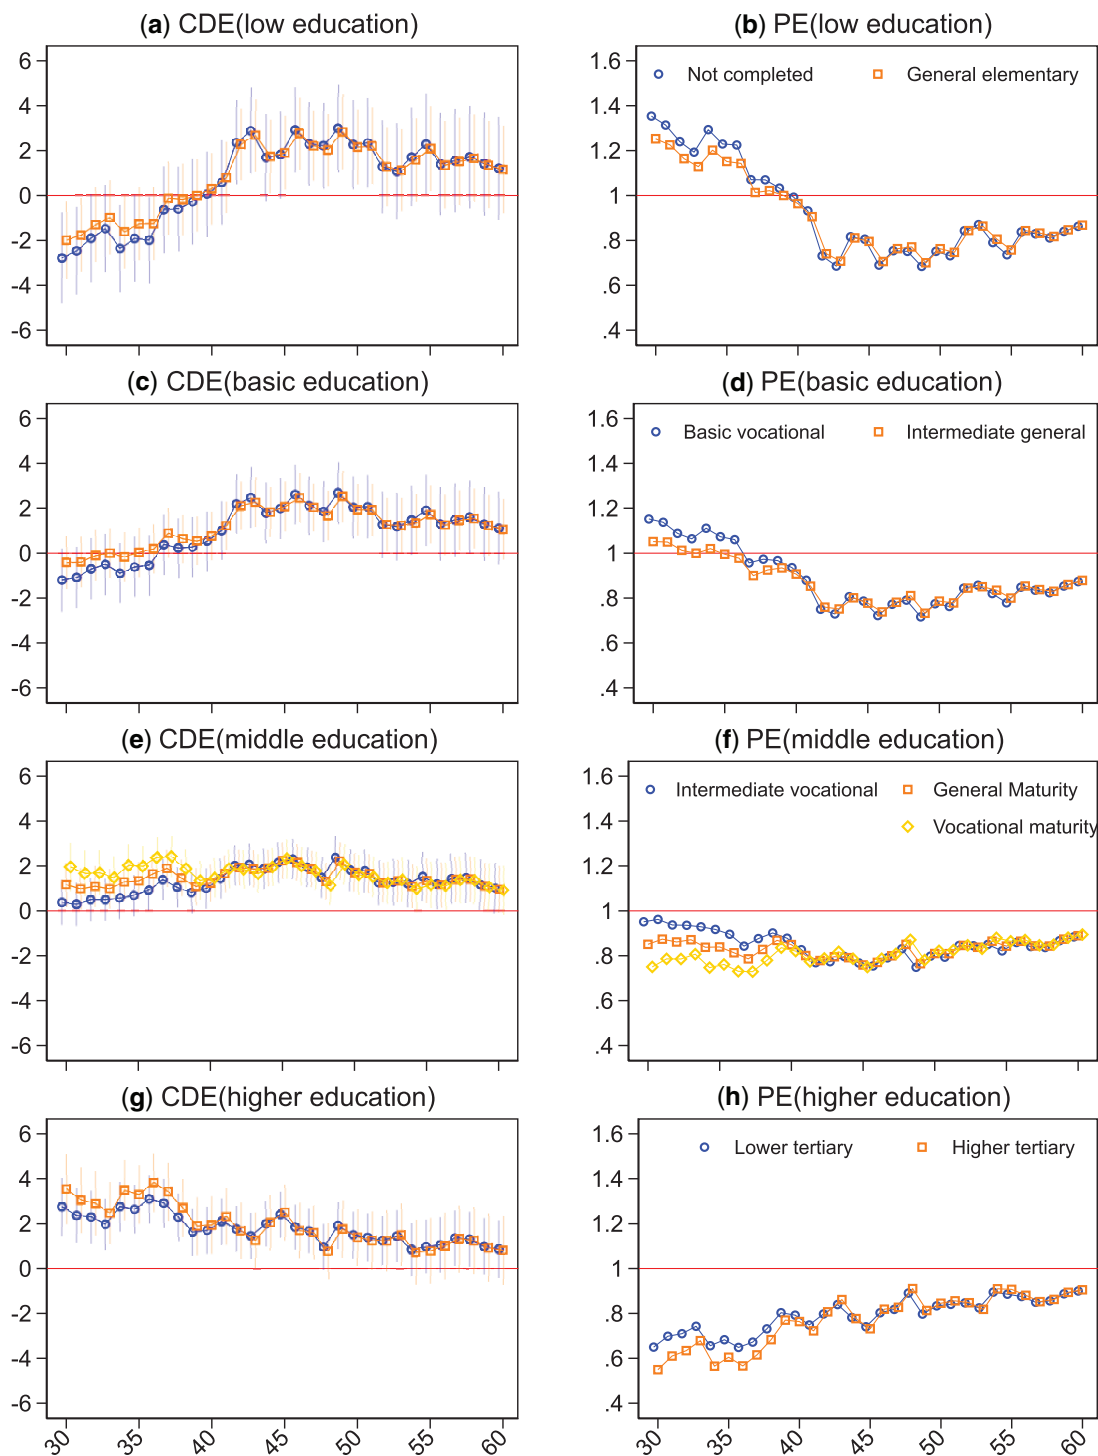 (a) CDE(low education)
6
4
2
0
-2
-4
-6
(b) PE(low education)
1.6
1.4
1.2
1
.8
.6
.4
Not completed
General elementary
(c) CDE(basic education)
6
4
2
0
-2
-4
-6
(d) PE(basic education)
1.6
1.4
1.2
1
.8
.6
.4
Basic vocational
Intermediate general
(e) CDE(middle education)
6
4
2
0
-2
-4
-6
(f) PE(middle education)
1.6
1.4
1.2
1
.8
.6
.4
Intermediate vocational
General Maturity
Vocational maturity
(g) CDE(higher education)
6
4
2
0
-2
-4
-6
30 35 40 45 50 55 60
(h) PE(higher education)
1.6
1.4
1.2
1
.8
.6
.4
Lower tertiary
Higher tertiary
30 35 40 45 50 55 60